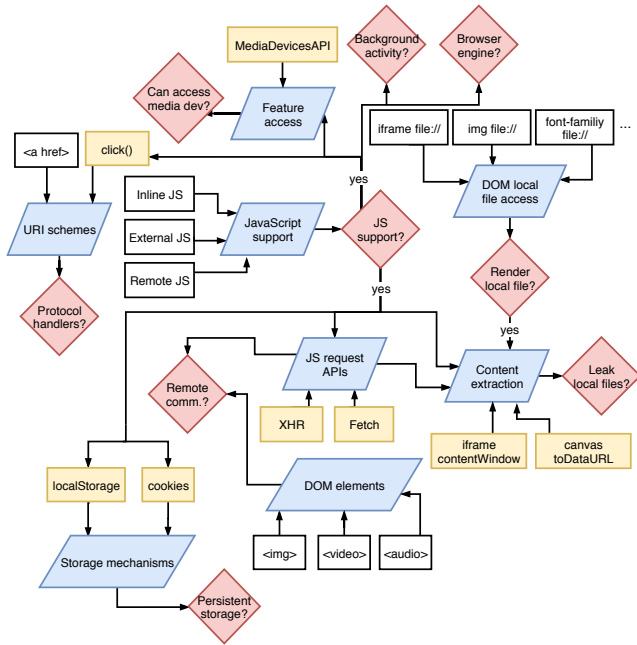 MediaDevicesAPI
Background
activity?
Browser
engine?
Can access
media dev?
Feature
access
iframe file://
img file://
font-familiy
file://
...
<a href>
click()
yes
DOM local
file access
Inline JS
External JS
Remote JS
URI schemes
JavaScript
support
JS
support?
Render
local file?
yes
Protocol
handlers?
yes
JS request
APIs
Content
extraction
Leak
local files?
Remote
comm.?
XHR
Fetch
iframe
contentWindow
canvas
toDataURL
localStorage
cookies
DOM elements
<img>
<video>
<audio>
Storage mechanisms
Persistent
storage?